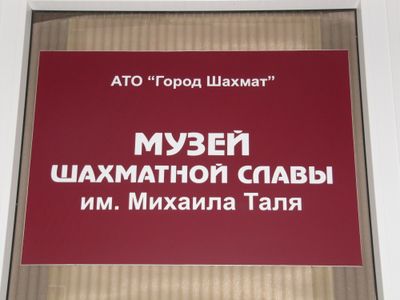 АТО “Город Шахмат”
МУЗЕЙ
ШАХМАТНОЙ СЛАВЫ
им. Михаила Таля